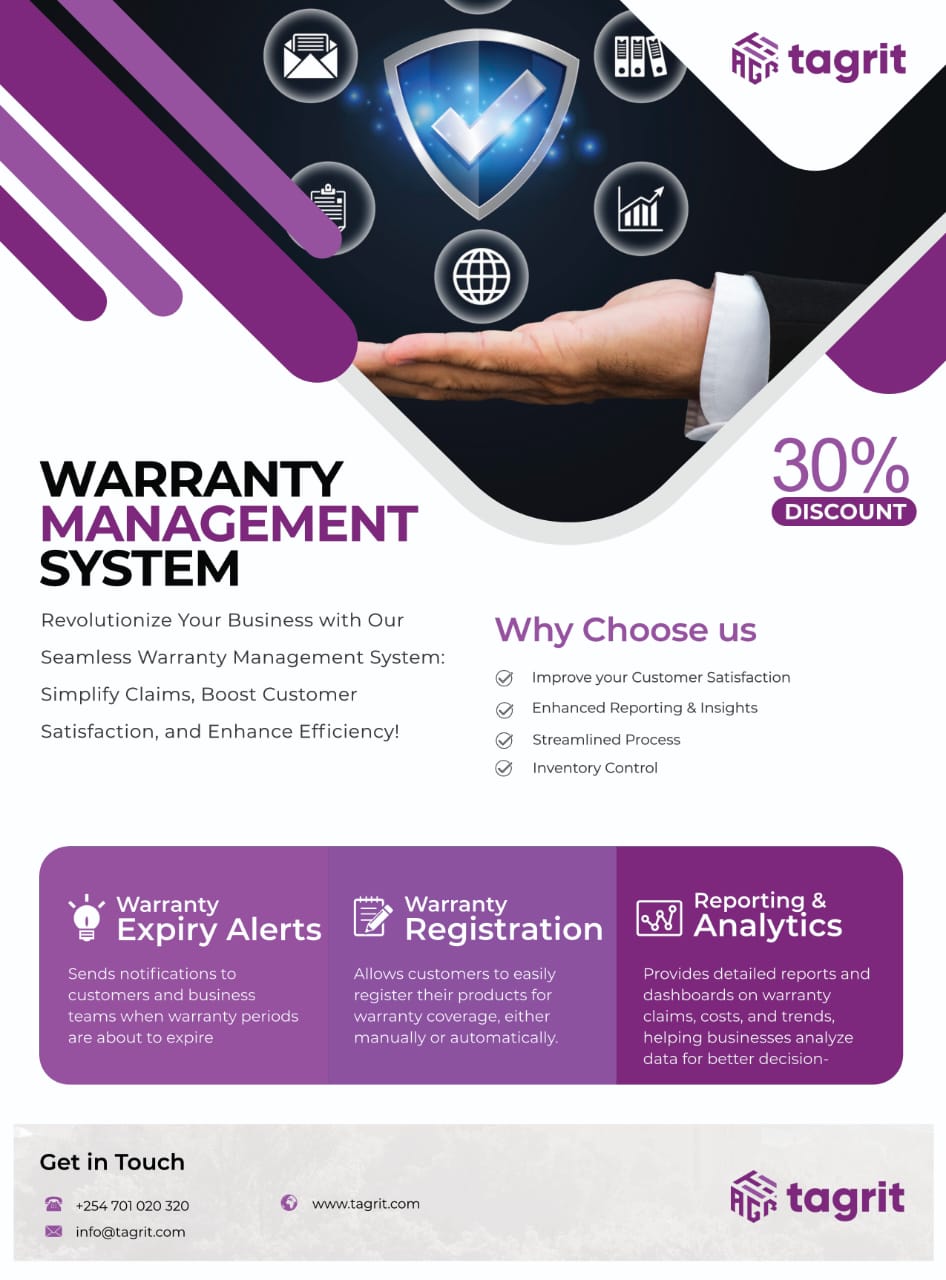 tagrit
30%
DISCOUNT
WARRANTY
MANAGEMENT
SYSTEM
Revolutionize Your Business with Our
Seamless Warranty Management System:
Simplify Claims, Boost Customer
Satisfaction, and Enhance Efficiency!
Why Choose us
Improve your Customer Satisfaction
Enhanced Reporting & Insights
Streamlined Process
Inventory Control
Warranty
Expiry Alerts
Sends notifications to
customers and business
teams when warranty periods
are about to expire
Warranty
Registration
Allows customers to easily
register their products for
warranty coverage, either
manually or automatically.
Reporting &
Analytics
Provides detailed reports and
dashboards on warranty
claims, costs, and trends,
helping businesses analyze
data for better decision-
Get in Touch
+254 701 020 320
info@tagrit.com
www.tagrit.com
tagrit